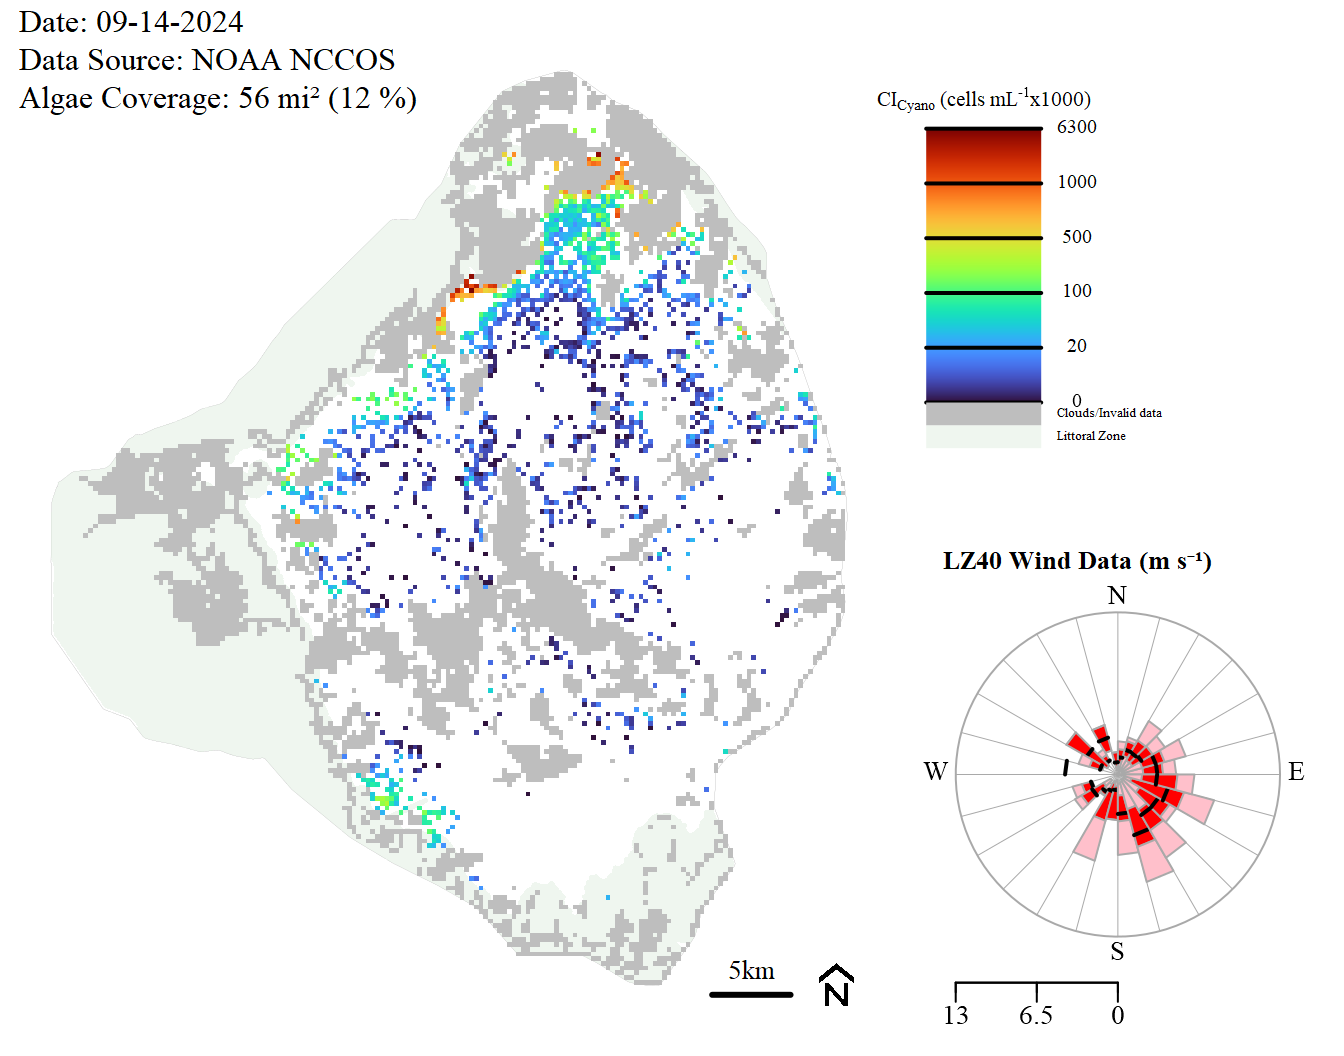 Date: 09-14-2024
Data Source: NOAA NCCOS
Algae Coverage: 56 mi² (12 %)
CI_Cyano (cells mL⁻¹x1000)
6300
1000
500
100
20
0
Clouds/Invalid data
Littoral Zone
LZ40 Wind Data (m s⁻¹)
N
W
E
S
5km
N
13
6.5
0